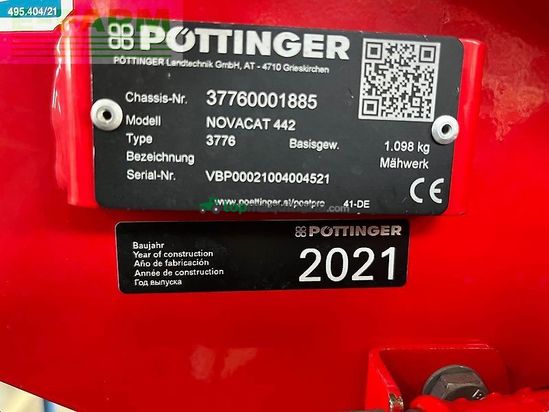 495.404/21
PÖTTINGER
PÖTTINGER Landtechnik GmbH, AT - 4710 Grieskirchen
Chassis-Nr. 37760001885
Modell NOVACAT 442
Type 3776 Basisgew. 1.098 kg
Bezeichnung Mähwerk
Serial-Nr. VBP00021004004521
CE
www.poettinger.at/poetpro 41-DE
PÖTTINGER
Baujahr
Year of construction
Año de fabricación
Année de construction
Год выпуска
2021